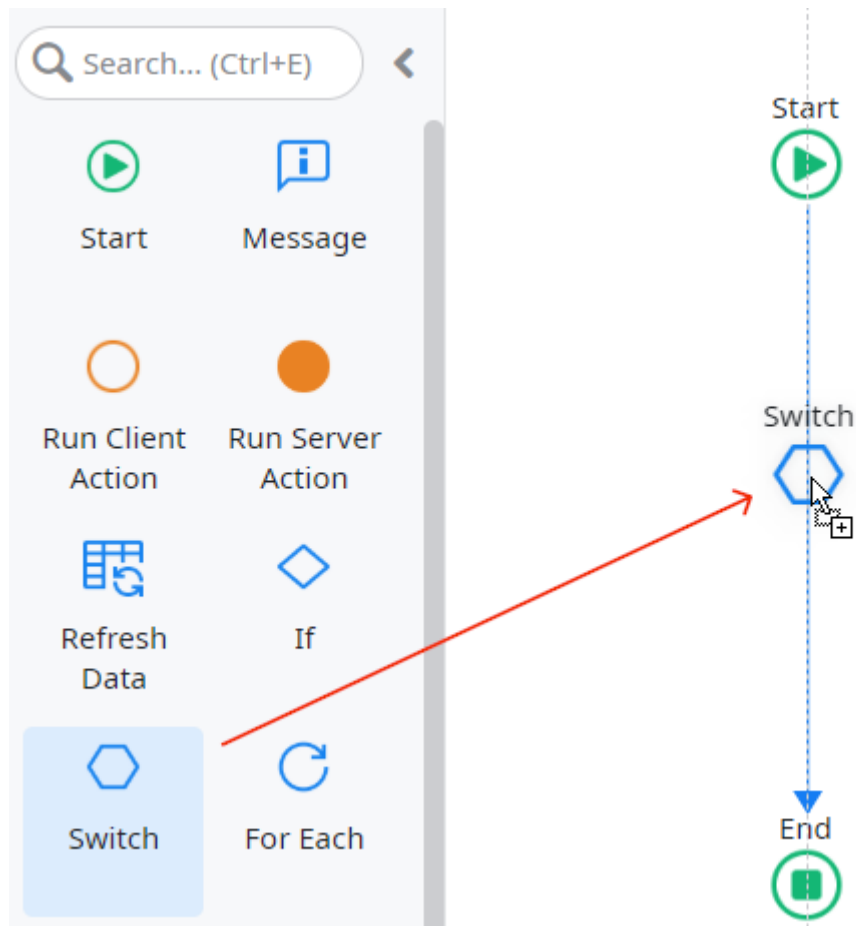 Search... (Ctrl+E)
Start
Message
Run Client
Action
Run Server
Action
Refresh
Data
If
Switch
For Each
Start
Switch
End